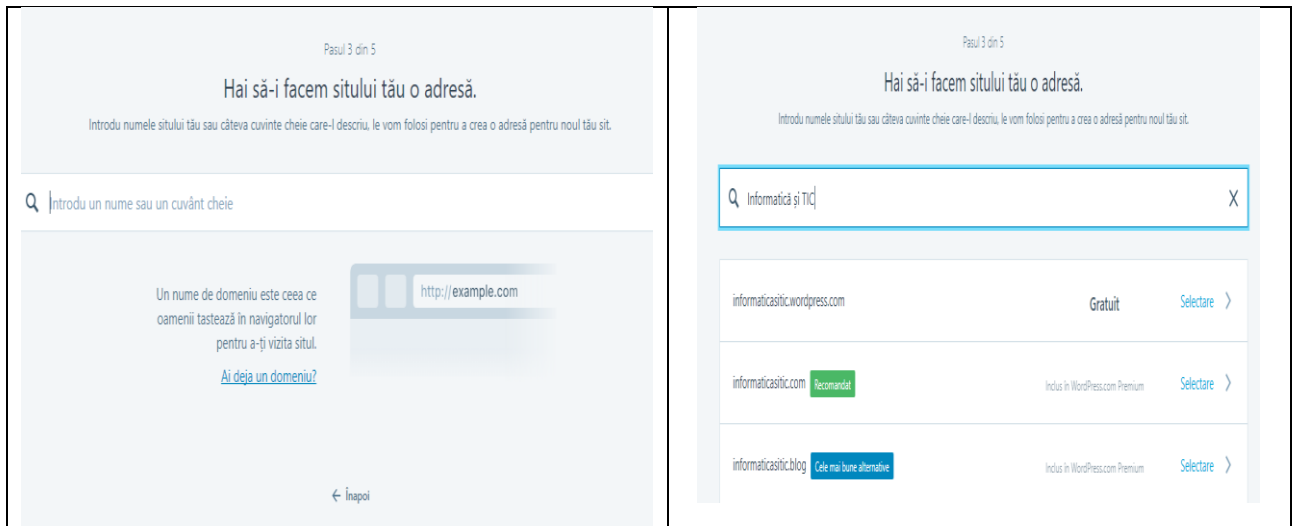 Pasul 3 din 5
Hai să-i facem sitului tău o adresă.
Introdu numele sitului tău sau câteva cuvinte cheie care-l descriu, le vom folosi pentru a crea o adresă pentru noul tău sit.
Introdu un nume sau un cuvânt cheie
Un nume de domeniu este ceea ce
oamenii tastează în navigatorul lor
pentru a-ți vizita situl.
Ai deja un domeniu?
http://example.com
← Înapoi
Pasul 3 din 5
Hai să-i facem sitului tău o adresă.
Introdu numele sitului tău sau câteva cuvinte cheie care-l descriu, le vom folosi pentru a crea o adresă pentru noul tău sit.
Informatică și TIC
informaticasitic.wordpress.com Gratuit Selectare
informaticasitic.com Recomandat Inclus în WordPress.com Premium Selectare
informaticasitic.blog Cele mai bune alternative Inclus în WordPress.com Premium Selectare